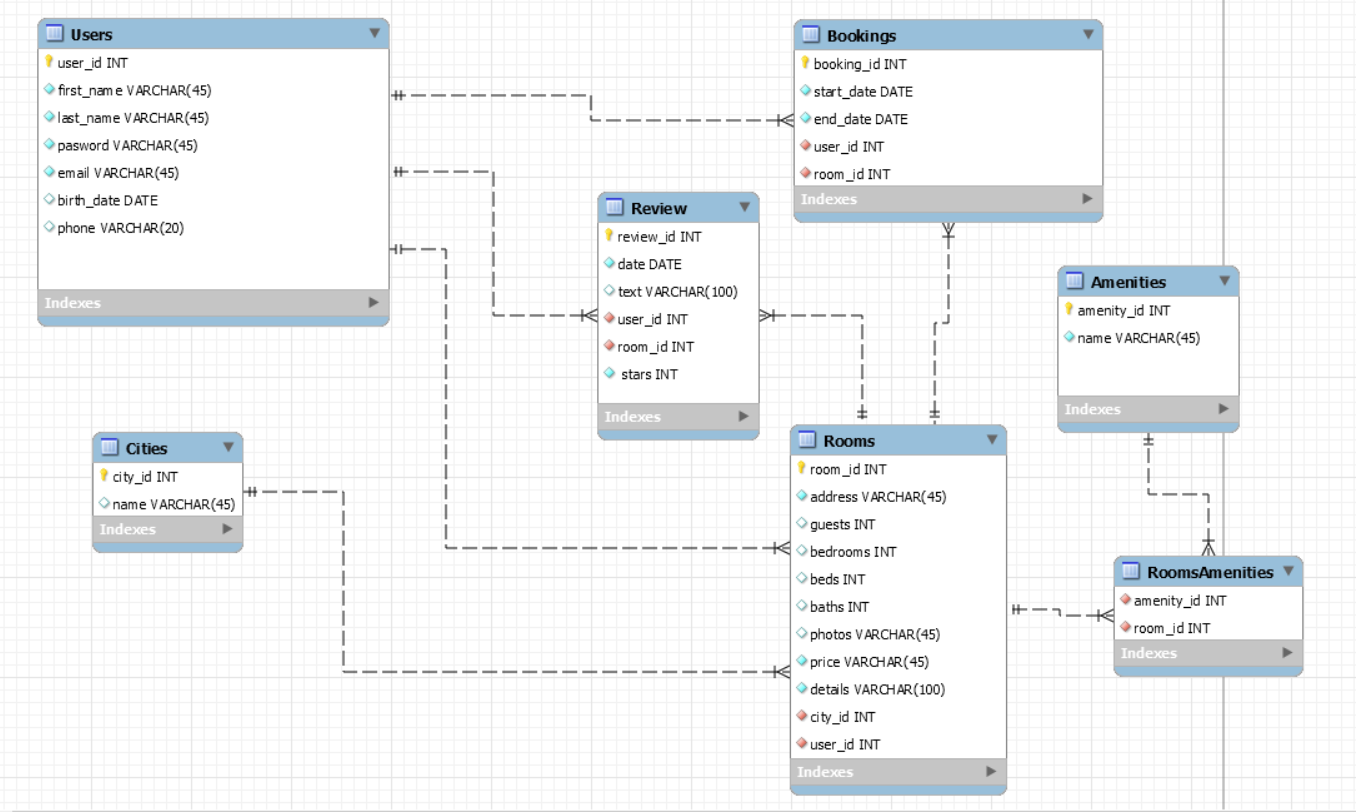 Users
user_id INT
first_name VARCHAR(45)
last_name VARCHAR(45)
pasword VARCHAR(45)
email VARCHAR(45)
birth_date DATE
phone VARCHAR(20)
Indexes
Bookings
booking_id INT
start_date DATE
end_date DATE
user_id INT
room_id INT
Indexes
Review
review_id INT
date DATE
text VARCHAR(100)
user_id INT
room_id INT
stars INT
Indexes
Amenities
amenity_id INT
name VARCHAR(45)
Indexes
Cities
city_id INT
name VARCHAR(45)
Indexes
Rooms
room_id INT
address VARCHAR(45)
guests INT
bedrooms INT
beds INT
baths INT
photos VARCHAR(45)
price VARCHAR(45)
details VARCHAR(100)
city_id INT
user_id INT
Indexes
RoomsAmenities
amenity_id INT
room_id INT
Indexes